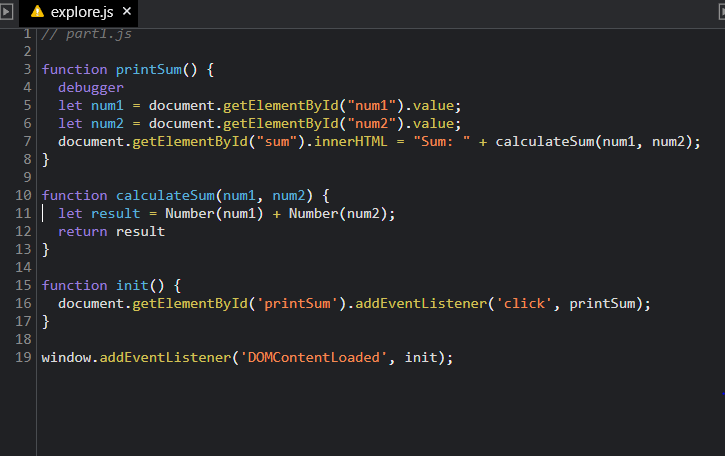 explore.js ×
1 // part1.js
2
3 function printSum() {
4   debugger
5   let num1 = document.getElementById("num1").value;
6   let num2 = document.getElementById("num2").value;
7   document.getElementById("sum").innerHTML = "Sum: " + calculateSum(num1, num2);
8 }
9
10 function calculateSum(num1, num2) {
11   let result = Number(num1) + Number(num2);
12   return result
13 }
14
15 function init() {
16   document.getElementById('printSum').addEventListener('click', printSum);
17 }
18
19 window.addEventListener('DOMContentLoaded', init);